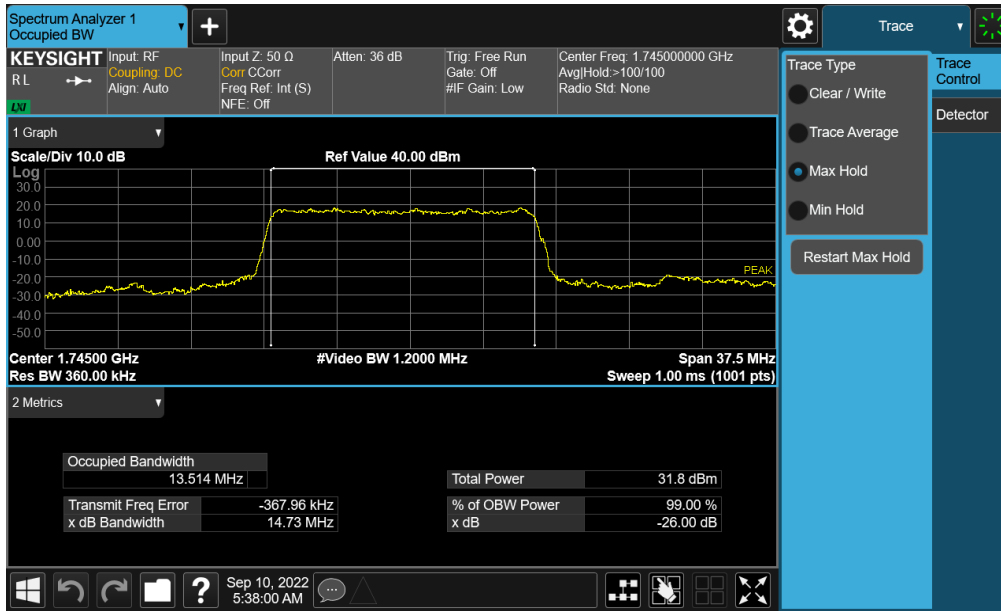 Spectrum Analyzer 1
Occupied BW
+
Trace
KEYSIGHT
R L
LXI
Input: RF
Coupling: DC
Align: Auto
Input Z: 50 Ω
Corr CCorr
Freq Ref: Int (S)
NFE: Off
Atten: 36 dB
Trig: Free Run
Gate: Off
#IF Gain: Low
Center Freq: 1.745000000 GHz
Avg|Hold:>100/100
Radio Std: None
Trace Type
Clear / Write
Trace Average
Max Hold
Min Hold
Restart Max Hold
Trace
Control
Detector
1 Graph
Scale/Div 10.0 dB
Ref Value 40.00 dBm
Log
30.0
20.0
10.0
0.00
-10.0
-20.0
-30.0
-40.0
-50.0
PEAK
Center 1.74500 GHz
#Video BW 1.2000 MHz
Span 37.5 MHz
Res BW 360.00 kHz
Sweep 1.00 ms (1001 pts)
2 Metrics
Occupied Bandwidth
13.514 MHz
Total Power 31.8 dBm
Transmit Freq Error -367.96 kHz
% of OBW Power 99.00 %
x dB Bandwidth 14.73 MHz
x dB -26.00 dB
?
Sep 10, 2022
5:38:00 AM